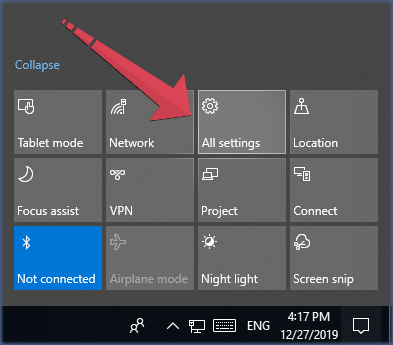 Collapse
Tablet mode
Network
All settings
Location
Focus assist
VPN
Project
Connect
Not connected
Airplane mode
Night light
Screen snip
ENG
4:17 PM
12/27/2019